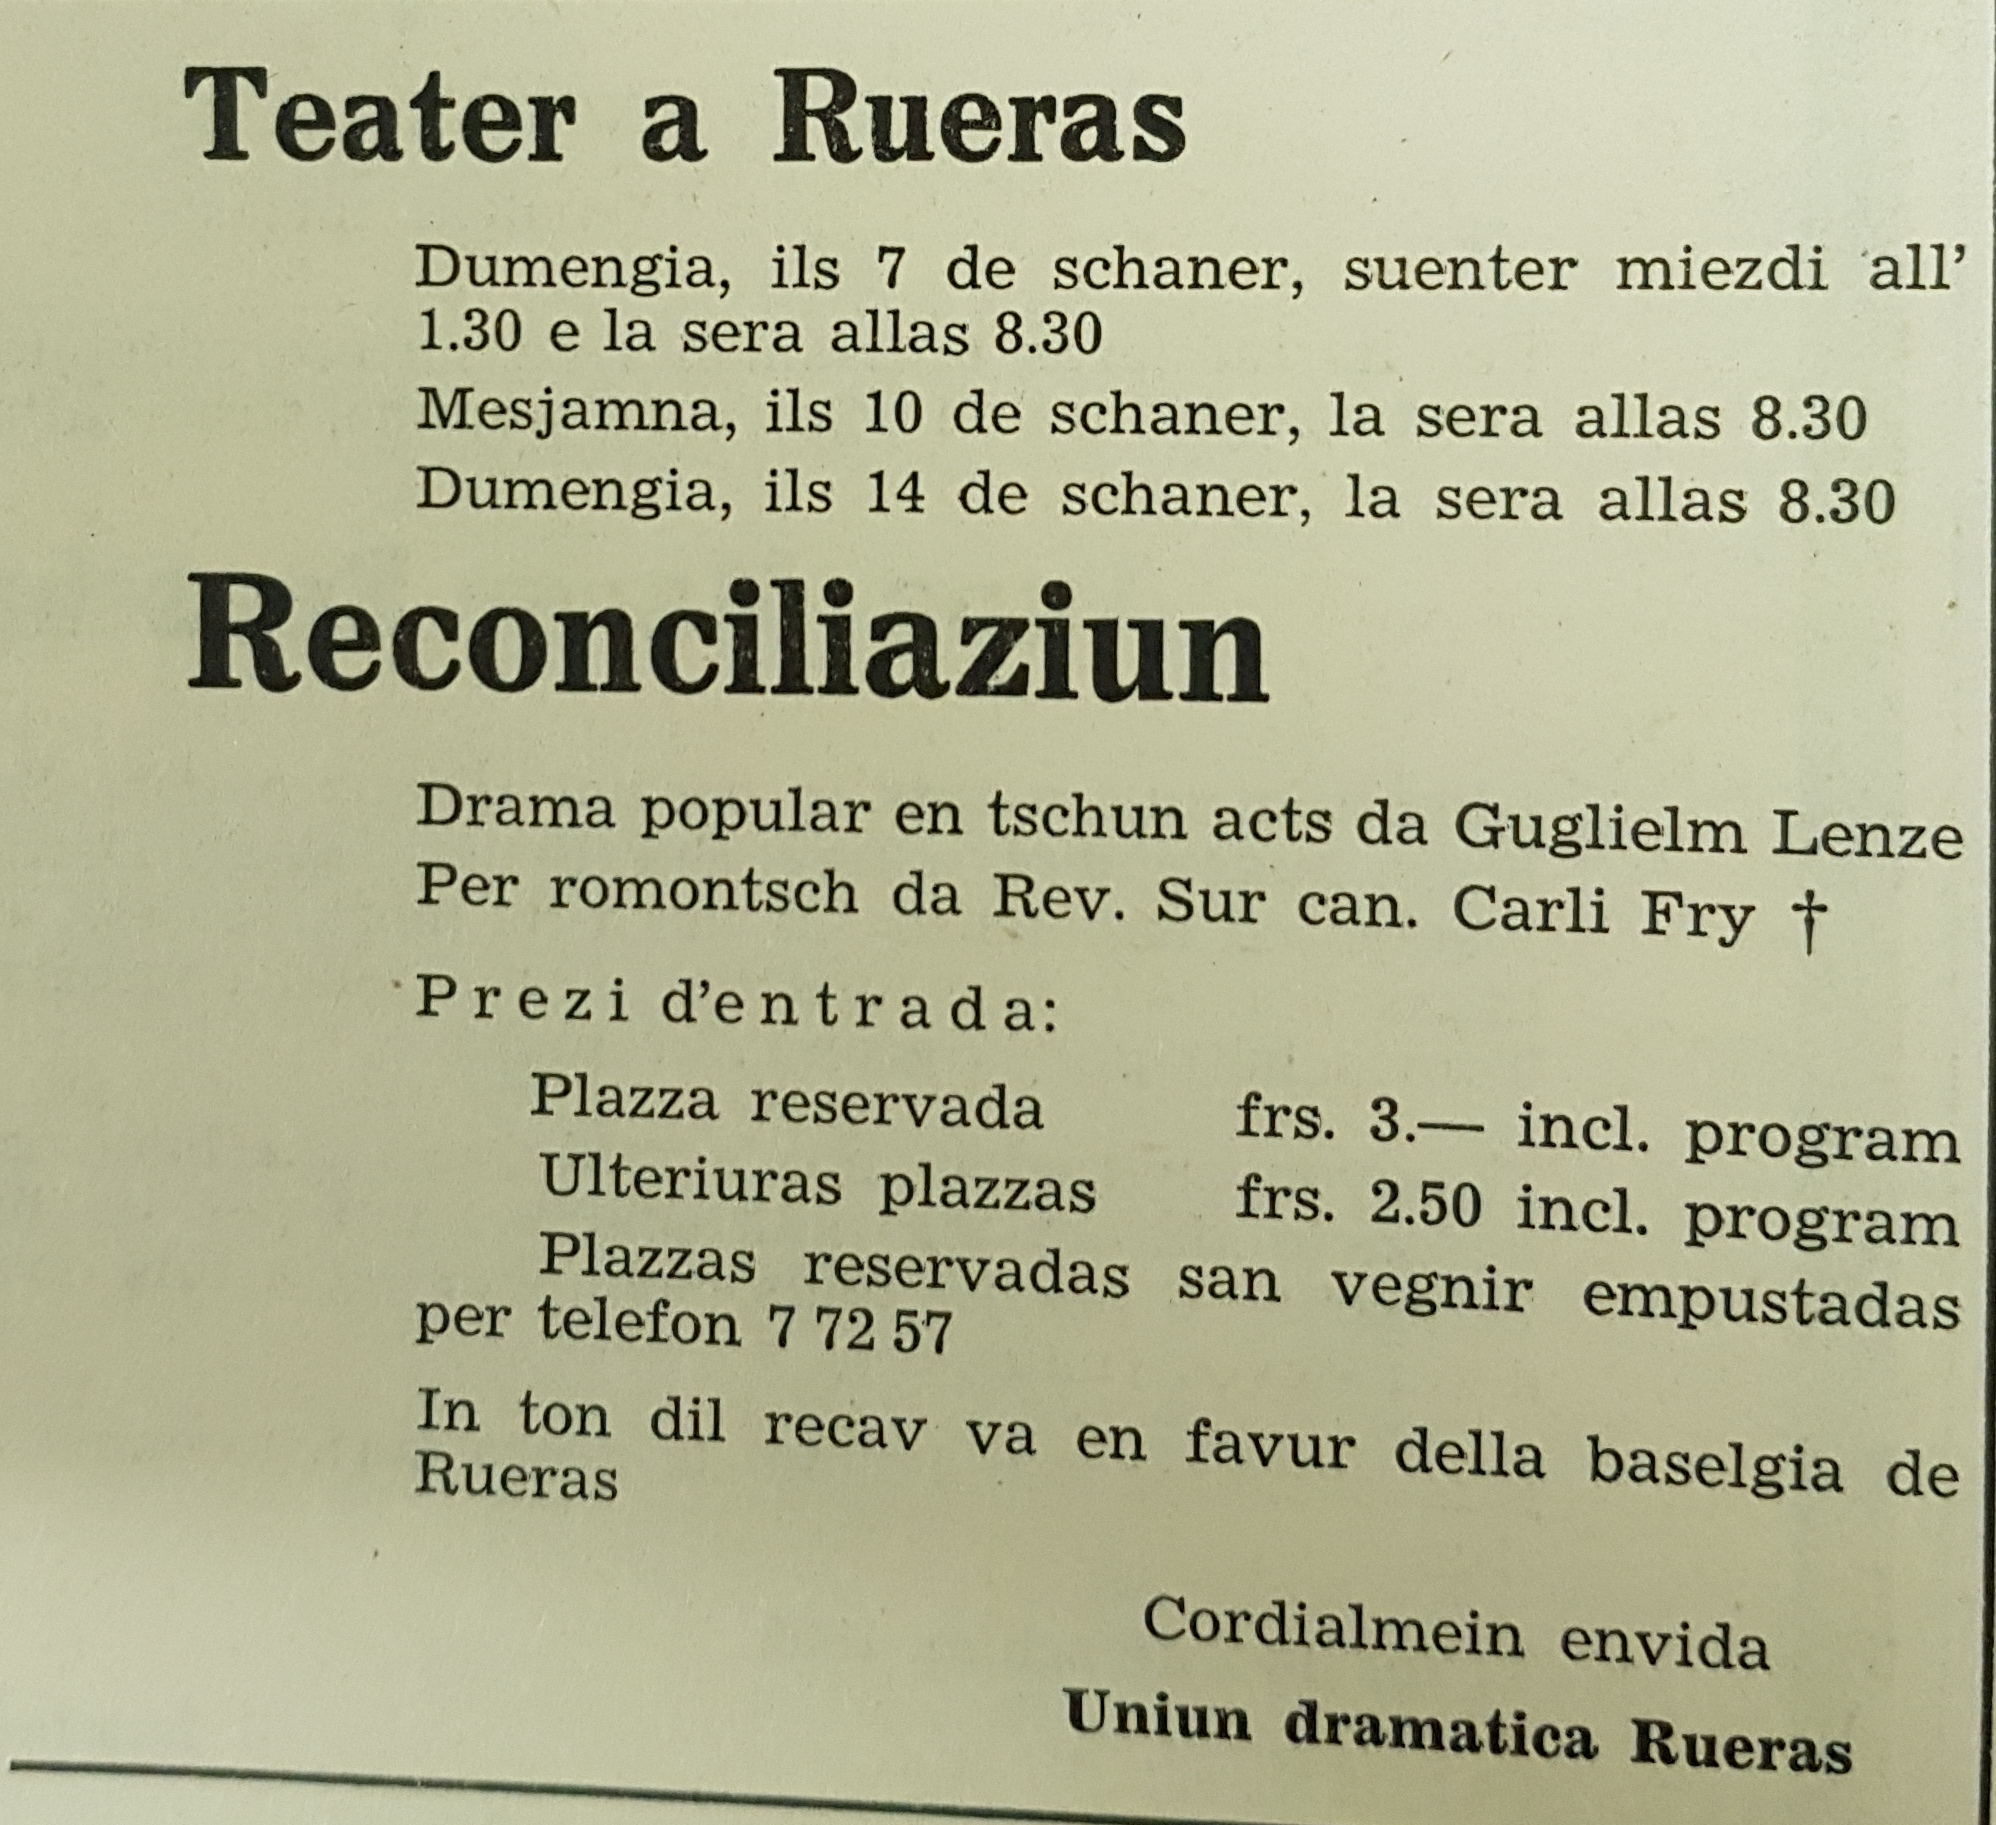 Teater a Rueras
Dumengia, ils 7 de schaner, suenter miezdi all'
1.30 e la sera allas 8.30
Mesjamna, ils 10 de schaner, la sera allas 8.30
Dumengia, ils 14 de schaner, la sera allas 8.30
Reconciliaziun
Drama popular en tschun acts da Guglielm Lenze
Per romontsch da Rev. Sur can. Carli Fry †
Prezi d'entrada:
Plazza reservada frs. 3.— incl. program
Ulteriuras plazzas frs. 2.50 incl. program
Plazzas reservadas san vegnir empustadas
per telefon 7 72 57
In ton dil recav va en favur della baselgia de
Rueras
Cordialmein envida
Uniun dramatica Rueras